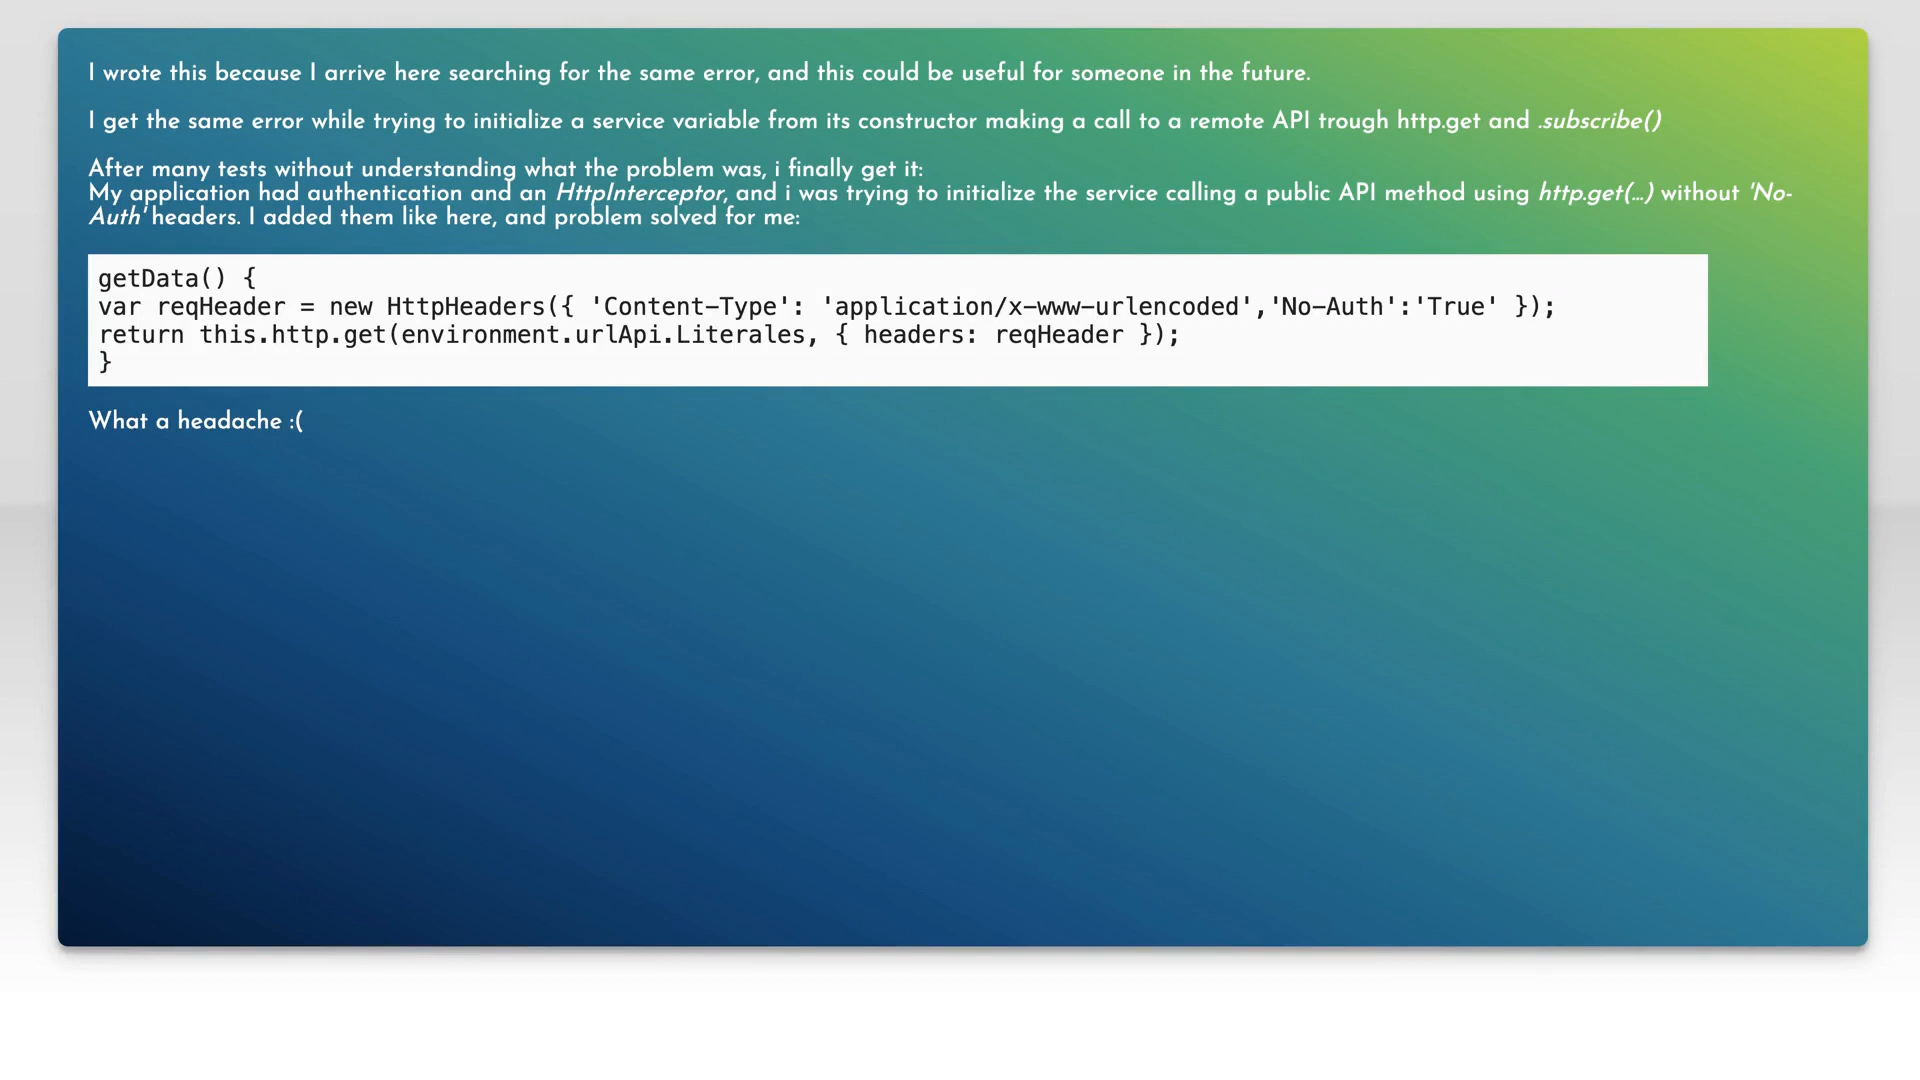 I wrote this because I arrive here searching for the same error, and this could be useful for someone in the future.
I get the same error while trying to initialize a service variable from its constructor making a call to a remote API trough http.get and .subscribe()
After many tests without understanding what the problem was, i finally get it:
My application had authentication and an HttpInterceptor, and i was trying to initialize the service calling a public API method using http.get(...) without 'No-
Auth' headers. I added them like here, and problem solved for me:
getData() {
var reqHeader = new HttpHeaders({ 'Content-Type': 'application/x-www-urlencoded','No-Auth':'True' });
return this.http.get(environment.urlApi.Literales, { headers: reqHeader });
}
What a headache :(